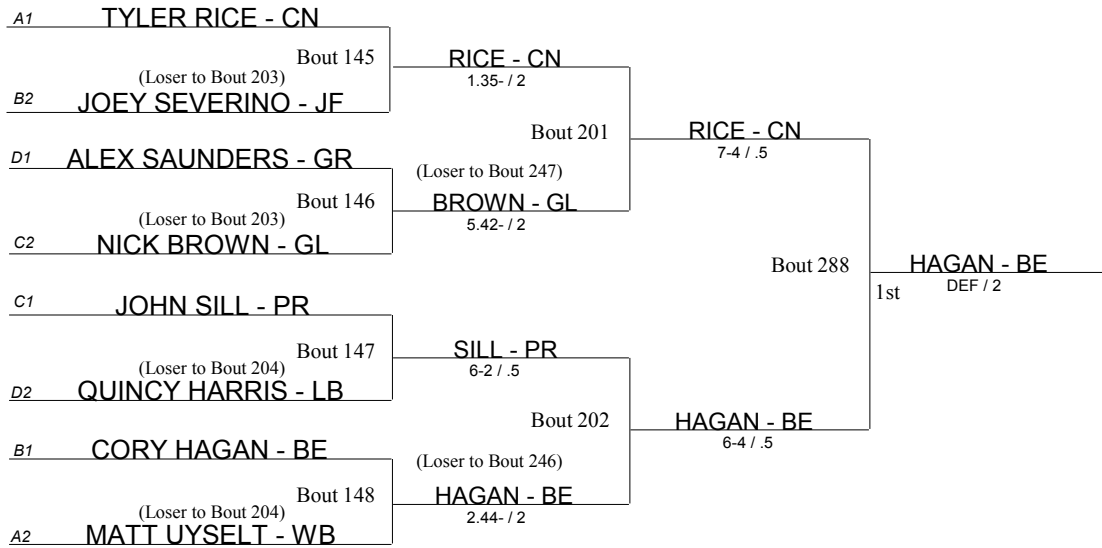 A1 TYLER RICE - CN
Bout 145
(Loser to Bout 203)
B2 JOEY SEVERINO - JF
RICE - CN
1.35- / 2
D1 ALEX SAUNDERS - GR
Bout 146
(Loser to Bout 203)
C2 NICK BROWN - GL
Bout 201
(Loser to Bout 247)
BROWN - GL
5.42- / 2
RICE - CN
7-4 / .5
C1 JOHN SILL - PR
Bout 147
(Loser to Bout 204)
D2 QUINCY HARRIS - LB
SILL - PR
6-2 / .5
B1 CORY HAGAN - BE
Bout 148
(Loser to Bout 204)
A2 MATT UYSELT - WB
Bout 202
(Loser to Bout 246)
HAGAN - BE
2.44- / 2
HAGAN - BE
6-4 / .5
Bout 288
HAGAN - BE
1st
DEF / 2